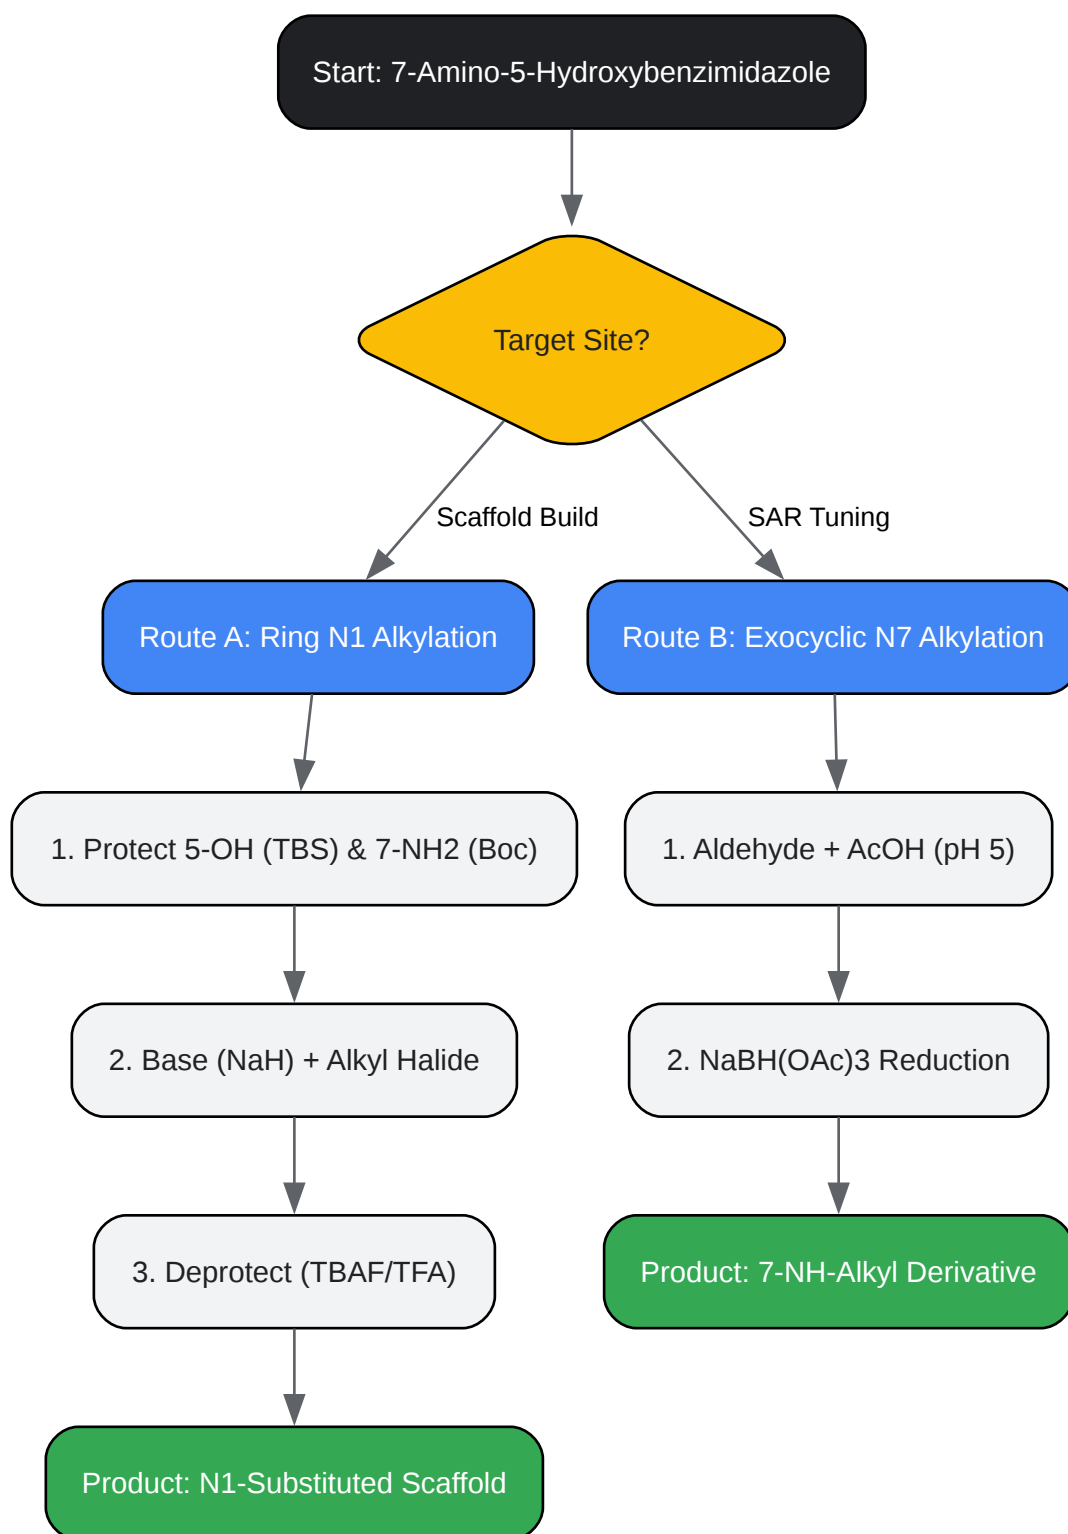 Start: 7-Amino-5-Hydroxybenzimidazole
Target Site?
Scaffold Build
SAR Tuning
Route A: Ring N1 Alkylation
Route B: Exocyclic N7 Alkylation
1. Protect 5-OH (TBS) & 7-NH2 (Boc)
1. Aldehyde + AcOH (pH 5)
2. Base (NaH) + Alkyl Halide
2. NaBH(OAc)3 Reduction
3. Deprotect (TBAF/TFA)
Product: 7-NH-Alkyl Derivative
Product: N1-Substituted Scaffold